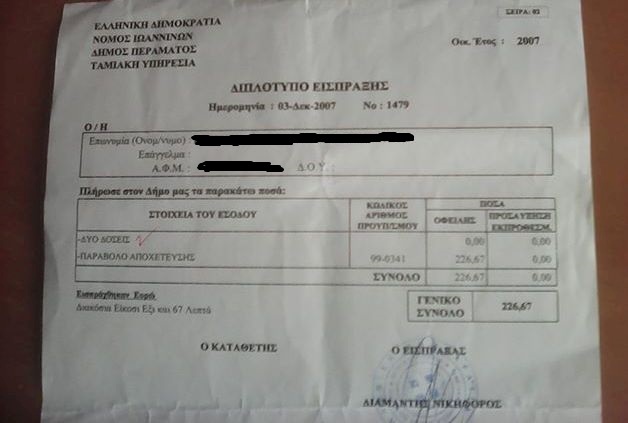 ΣΕΙΡΑ: 02
ΕΛΛΗΝΙΚΗ ΔΗΜΟΚΡΑΤΙΑ
ΝΟΜΟΣ ΙΩΑΝΝΙΝΩΝ
ΔΗΜΟΣ ΠΕΡΑΜΑΤΟΣ
ΤΑΜΙΑΚΗ ΥΠΗΡΕΣΙΑ
Οικ. Έτος : 2007
ΔΙΠΛΟΤΥΠΟ ΕΙΣΠΡΑΞΗΣ
Ημερομηνία : 03-Δεκ-2007 Νο : 1479
Ο / Η
Επωνυμία (Ονομ/νυμο) :
Επάγγελμα :
Α.Φ.Μ. : Δ.Ο.Υ. :
Πλήρωσε στον Δήμο μας τα παρακάτω ποσά:
ΣΤΟΙΧΕΙΑ ΤΟΥ ΕΣΟΔΟΥ
ΚΩΔΙΚΟΣ ΑΡΙΘΜΟΣ ΠΡΟΥΠ/ΣΜΟΥ
ΠΟΣΑ
ΟΦΕΙΛΗΣ
ΠΡΟΣΑΥΞΗΣΗ ΕΚΠΡΟΘΕΣΜ.
-ΔΥΟ ΔΟΣΕΙΣ 0,00 0,00
-ΠΑΡΑΒΟΛΟ ΑΠΟΧΕΤΕΥΣΗΣ 99-0341 226,67 0,00
ΣΥΝΟΛΟ 226,67 0,00
Εισπράχθηκαν Ευρώ
Διακόσια Είκοσι Εξι και 67 Λεπτά
ΓΕΝΙΚΟ ΣΥΝΟΛΟ 226,67
Ο ΚΑΤΑΘΕΤΗΣ Ο ΕΙΣΠΡΑΞΑΣ
ΔΙΑΜΑΝΤΗΣ ΝΙΚΗΦΟΡΟΣ